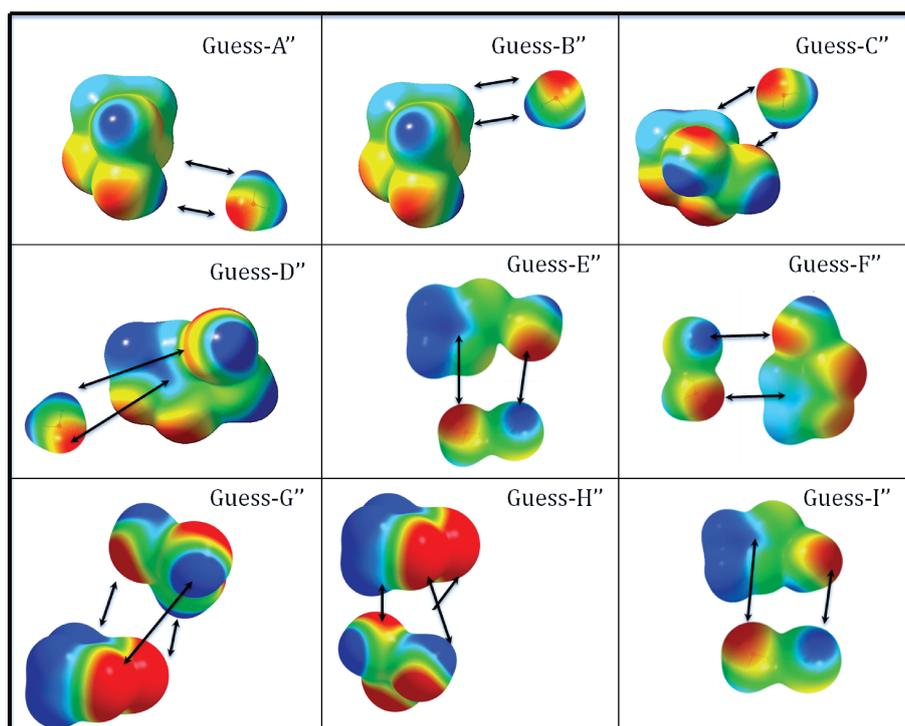 Guess-A”
Guess-B”
Guess-C”
Guess-D”
Guess-E”
Guess-F”
Guess-G”
Guess-H”
Guess-I”